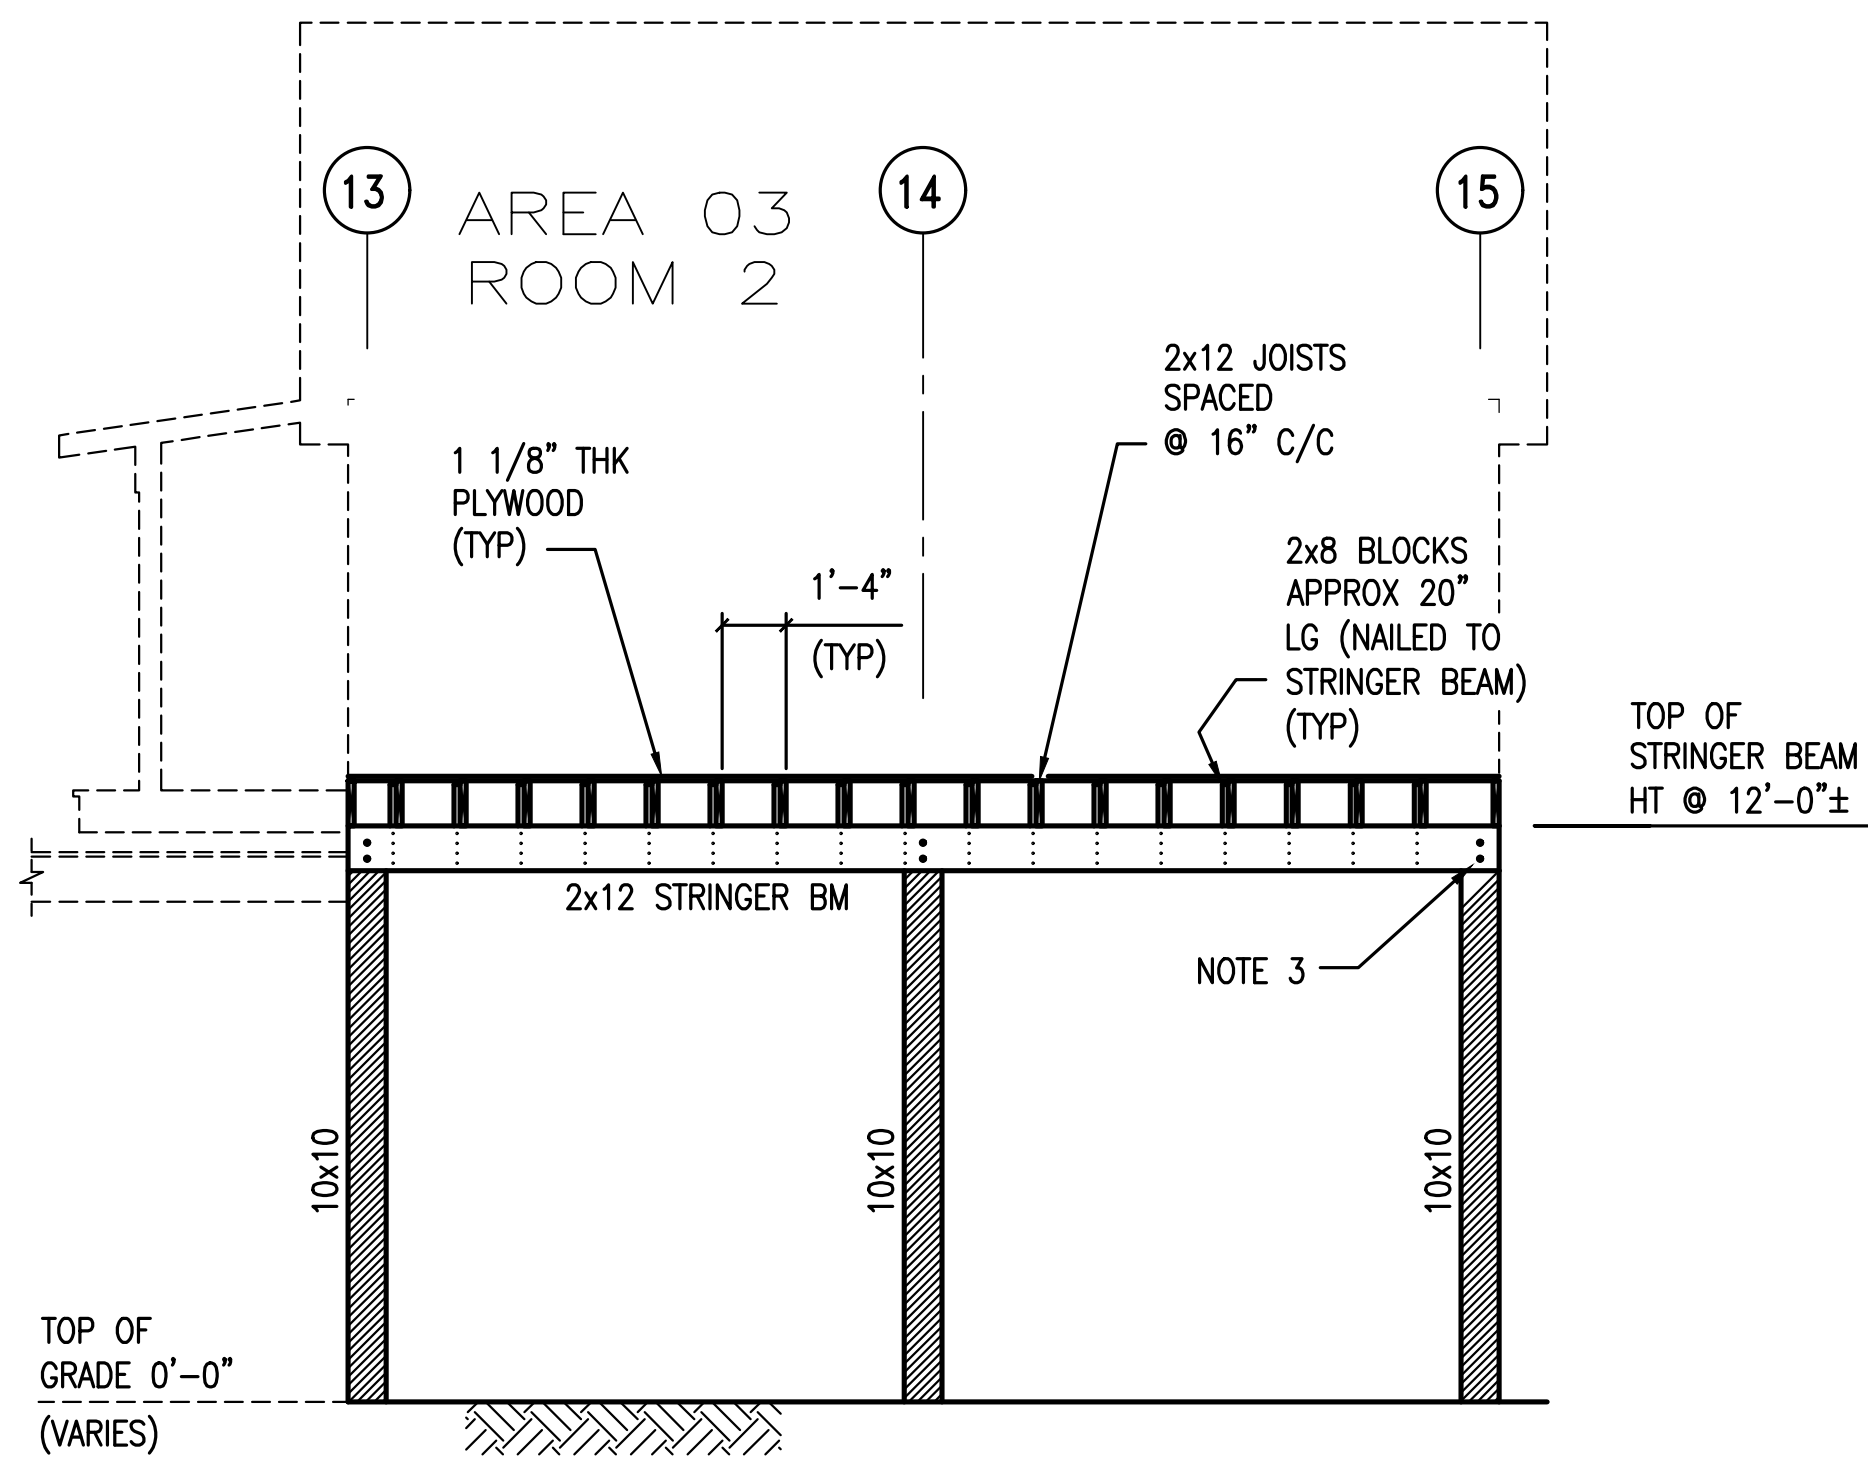 13
14
15
AREA 03
ROOM 2
2x12 JOISTS
SPACED
@ 16" C/C
1 1/8" THK
PLYWOOD
(TYP)
1'-4"
(TYP)
2x8 BLOCKS
APPROX 20"
LG (NAILED TO
STRINGER BEAM)
(TYP)
TOP OF
STRINGER BEAM
HT @ 12'-0"±
2x12 STRINGER BM
NOTE 3
10x10
10x10
10x10
TOP OF
GRADE 0'-0"
(VARIES)